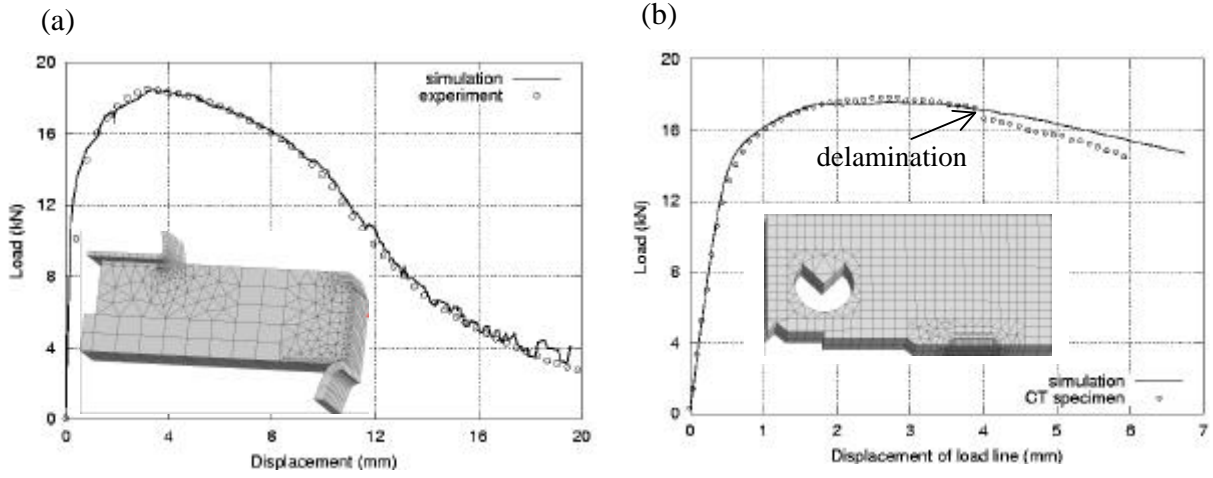 (a)
20
16
12
8
4
0
Load (kN)
simulation
experiment
0 4 8 12 16 20
Displacement (mm)
(b)
20
16
12
8
4
0
Load (kN)
delamination
simulation
CT specimen
0 1 2 3 4 5 6 7
Displacement of load line (mm)